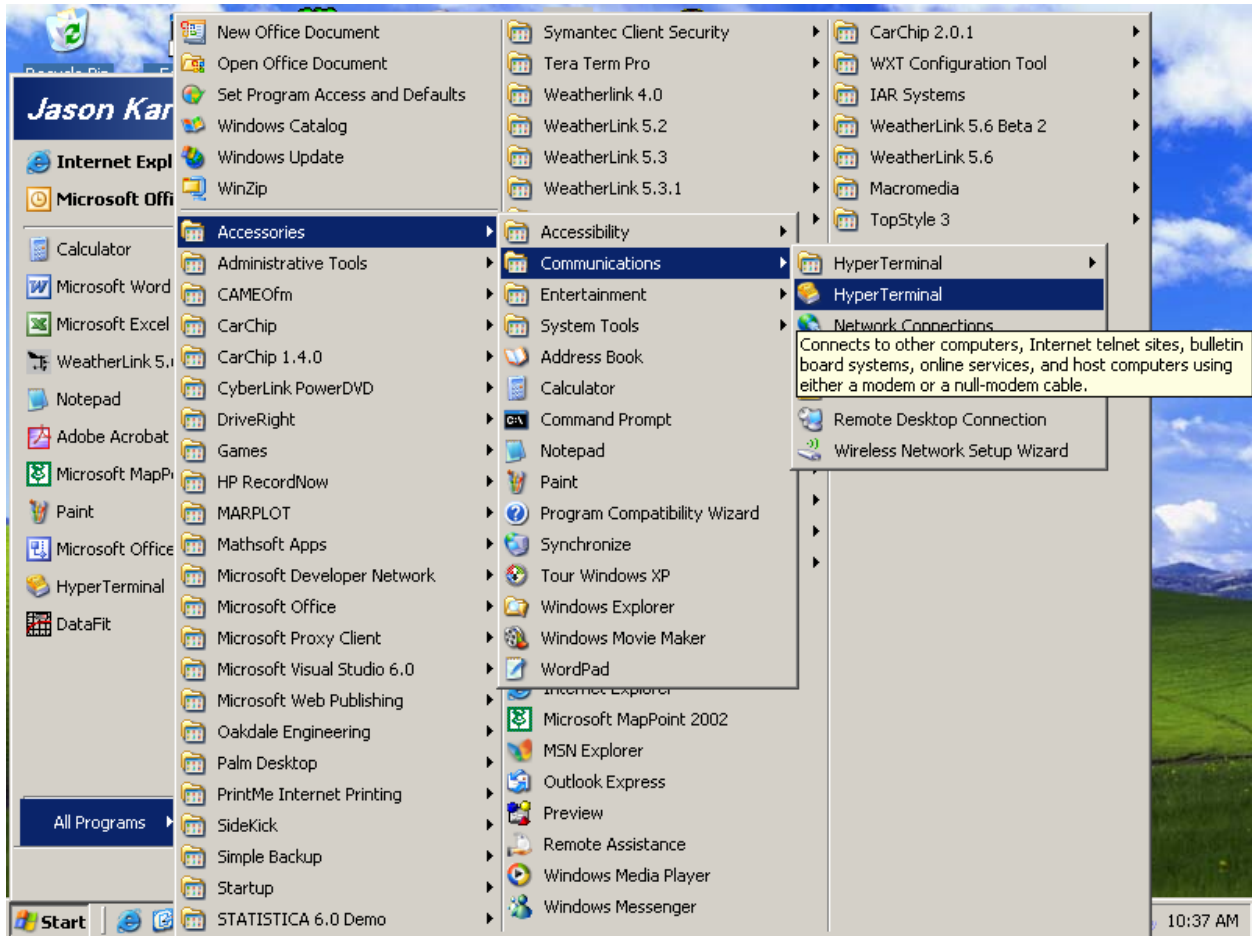 Jason Kar
Internet Expl
Microsoft Offi
Calculator
Microsoft Word
Microsoft Excel
WeatherLink 5.
Notepad
Adobe Acrobat
Microsoft MapP
Paint
Microsoft Office
HyperTerminal
DataFit
All Programs
Start
New Office Document
Open Office Document
Set Program Access and Defaults
Windows Catalog
Windows Update
WinZip
Accessories
Administrative Tools
CAMEOfm
CarChip
CarChip 1.4.0
CyberLink PowerDVD
DriveRight
Games
HP RecordNow
MARPLOT
Mathsoft Apps
Microsoft Developer Network
Microsoft Office
Microsoft Proxy Client
Microsoft Visual Studio 6.0
Microsoft Web Publishing
Oakdale Engineering
Palm Desktop
PrintMe Internet Printing
SideKick
Simple Backup
Startup
STATISTICA 6.0 Demo
Symantec Client Security
Tera Term Pro
Weatherlink 4.0
WeatherLink 5.2
WeatherLink 5.3
WeatherLink 5.3.1
Accessibility
Communications
Entertainment
System Tools
Address Book
Calculator
Command Prompt
Notepad
Paint
Program Compatibility Wizard
Synchronize
Tour Windows XP
Windows Explorer
Windows Movie Maker
WordPad
Internet Explorer
Microsoft MapPoint 2002
MSN Explorer
Outlook Express
Preview
Remote Assistance
Windows Media Player
Windows Messenger
CarChip 2.0.1
WXT Configuration Tool
IAR Systems
WeatherLink 5.6 Beta 2
WeatherLink 5.6
Macromedia
TopStyle 3
HyperTerminal
HyperTerminal
Network Connections
Connects to other computers, Internet telnet sites, bulletin
board systems, online services, and host computers using
either a modem or a null-modem cable.
Remote Desktop Connection
Wireless Network Setup Wizard
10:37 AM